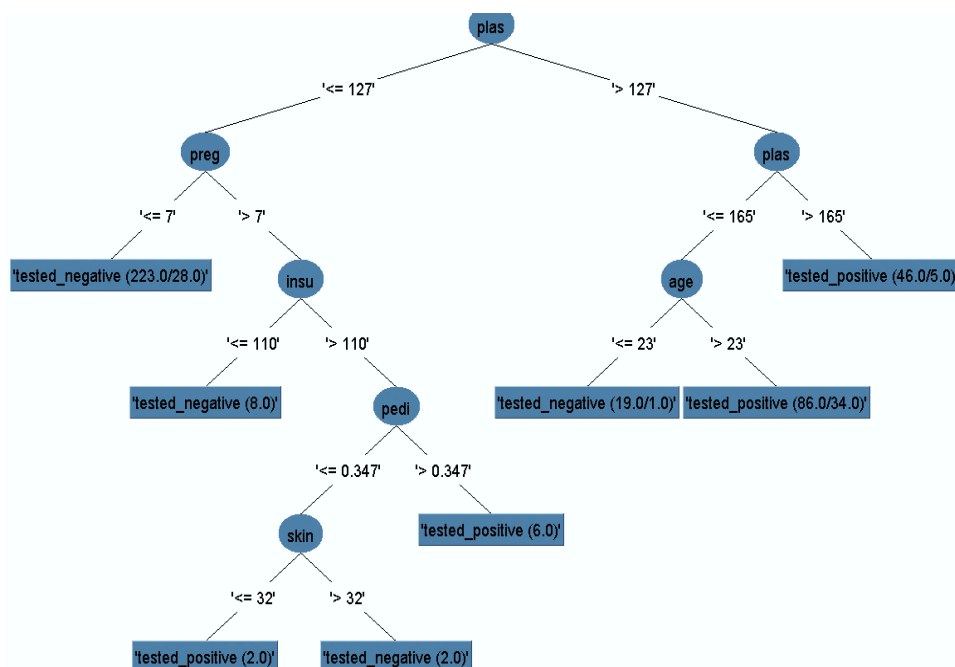 plas
'<= 127'
'> 127'
preg
plas
'<= 7'
'> 7'
'<= 165'
'> 165'
'tested_negative (223.0/28.0)'
insu
age
'tested_positive (46.0/5.0)
'<= 110'
'> 110'
'<= 23'
'> 23'
'tested_negative (8.0)'
pedi
'tested_negative (19.0/1.0)'
'tested_positive (86.0/34.0)'
'<= 0.347'
'> 0.347'
skin
'tested_positive (6.0)'
'<= 32'
'> 32'
'tested_positive (2.0)'
'tested_negative (2.0)'